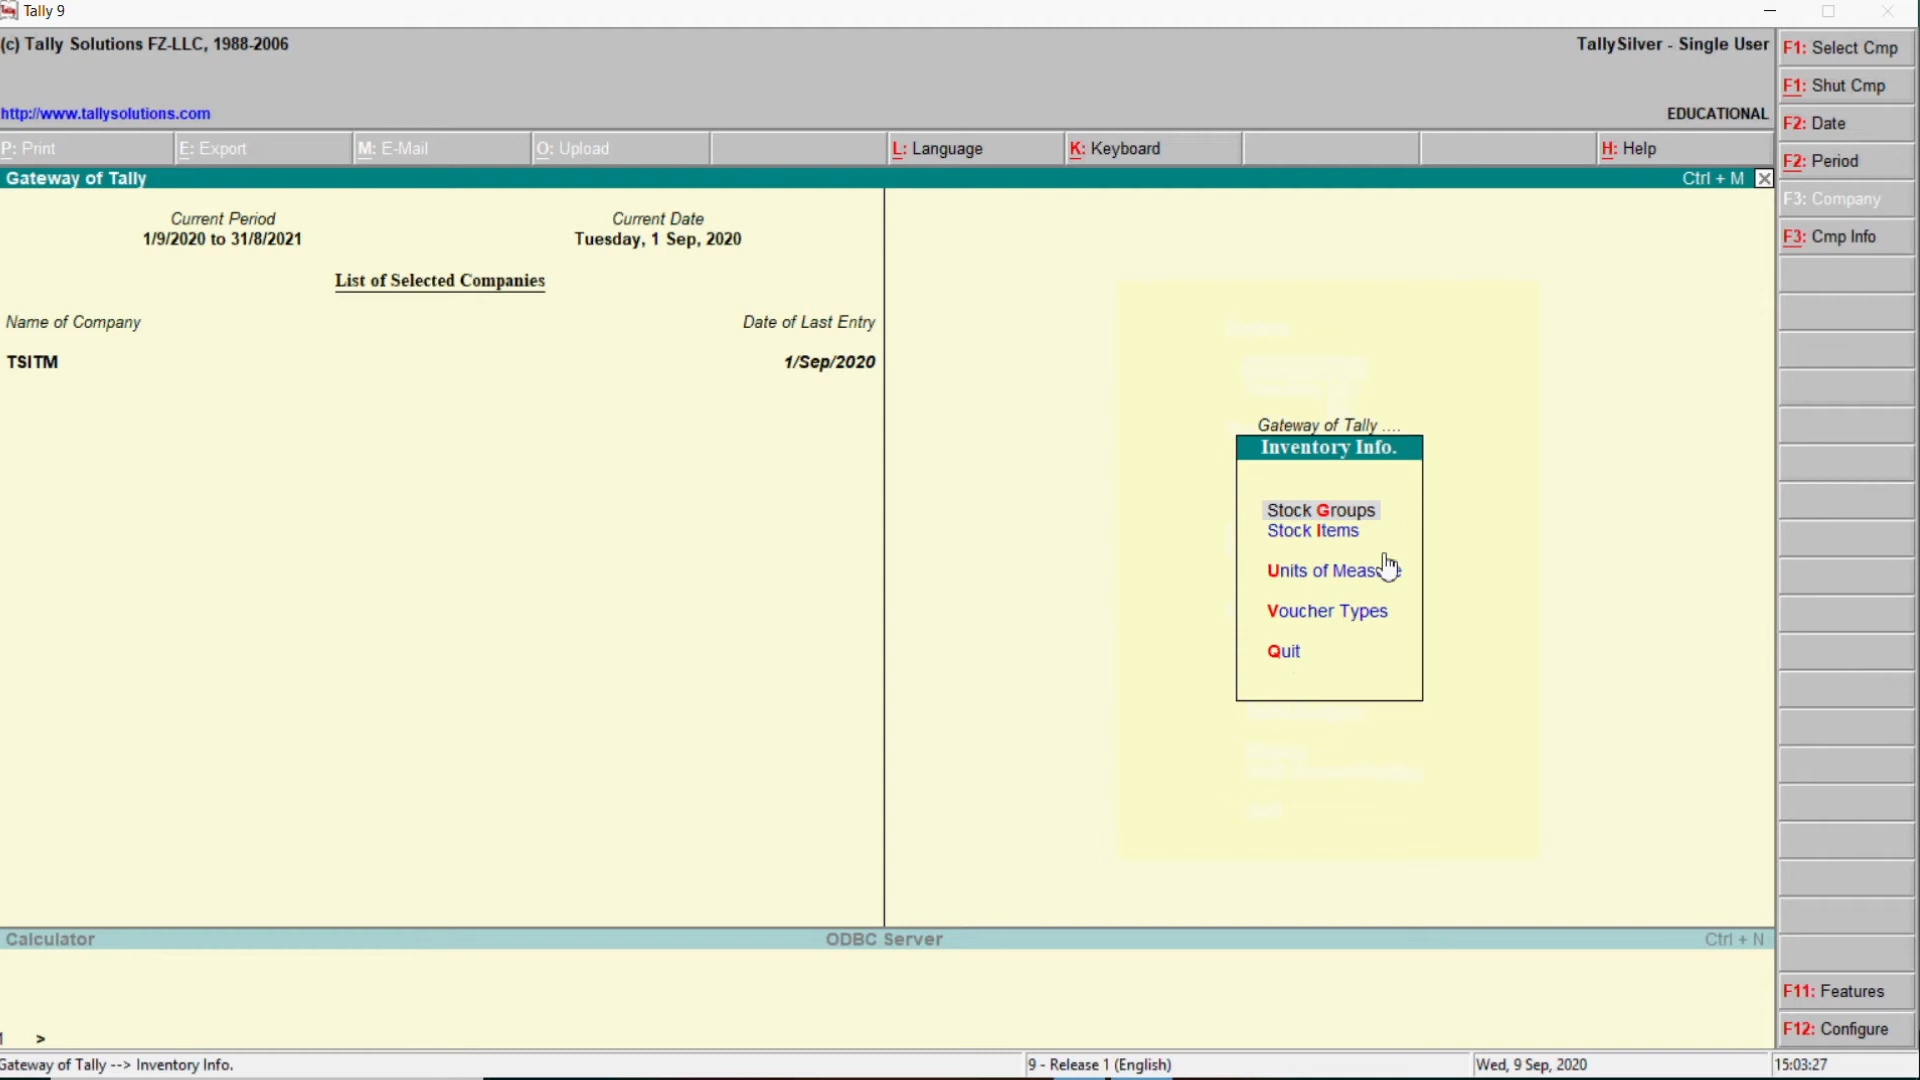 Tally 9
(c) Tally Solutions FZ-LLC, 1988-2006
TallySilver - Single User
http://www.tallysolutions.com
EDUCATIONAL
P: Print
E: Export
M: E-Mail
O: Upload
L: Language
K: Keyboard
H: Help
Gateway of Tally
Ctrl + M
Current Period
1/9/2020 to 31/8/2021
Current Date
Tuesday, 1 Sep, 2020
List of Selected Companies
Name of Company
Date of Last Entry
TSITM
1/Sep/2020
Gateway of Tally ....
Inventory Info.
Stock Groups
Stock Items
Units of
Voucher Types
Quit
F1: Select Cmp
F1: Shut Cmp
F2: Date
F2: Period
F3: Company
F3: Cmp Info
F11: Features
F12: Configure
Calculator
ODBC Server
Ctrl + N
>
Gateway of Tally --> Inventory Info.
9 - Release 1 (English)
Wed, 9 Sep, 2020
15:03:27